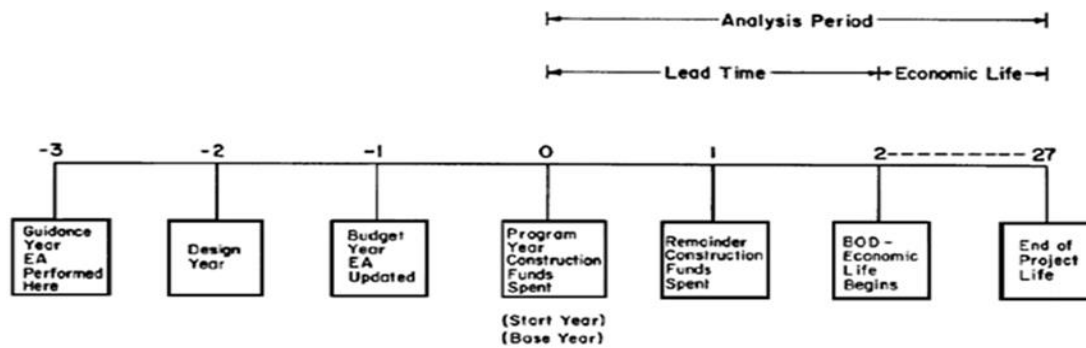 Analysis Period
Lead Time Economic Life
-3 -2 -1 0 1 2 27
Guidance
Year
EA
Performed
Here
Design
Year
Budget
Year
EA
Updated
Program
Year
Construction
Funds
Spent
(Start Year)
(Base Year)
Remainder
Construction
Funds
Spent
BOD-
Economic
Life
Begins
End of
Project
Life